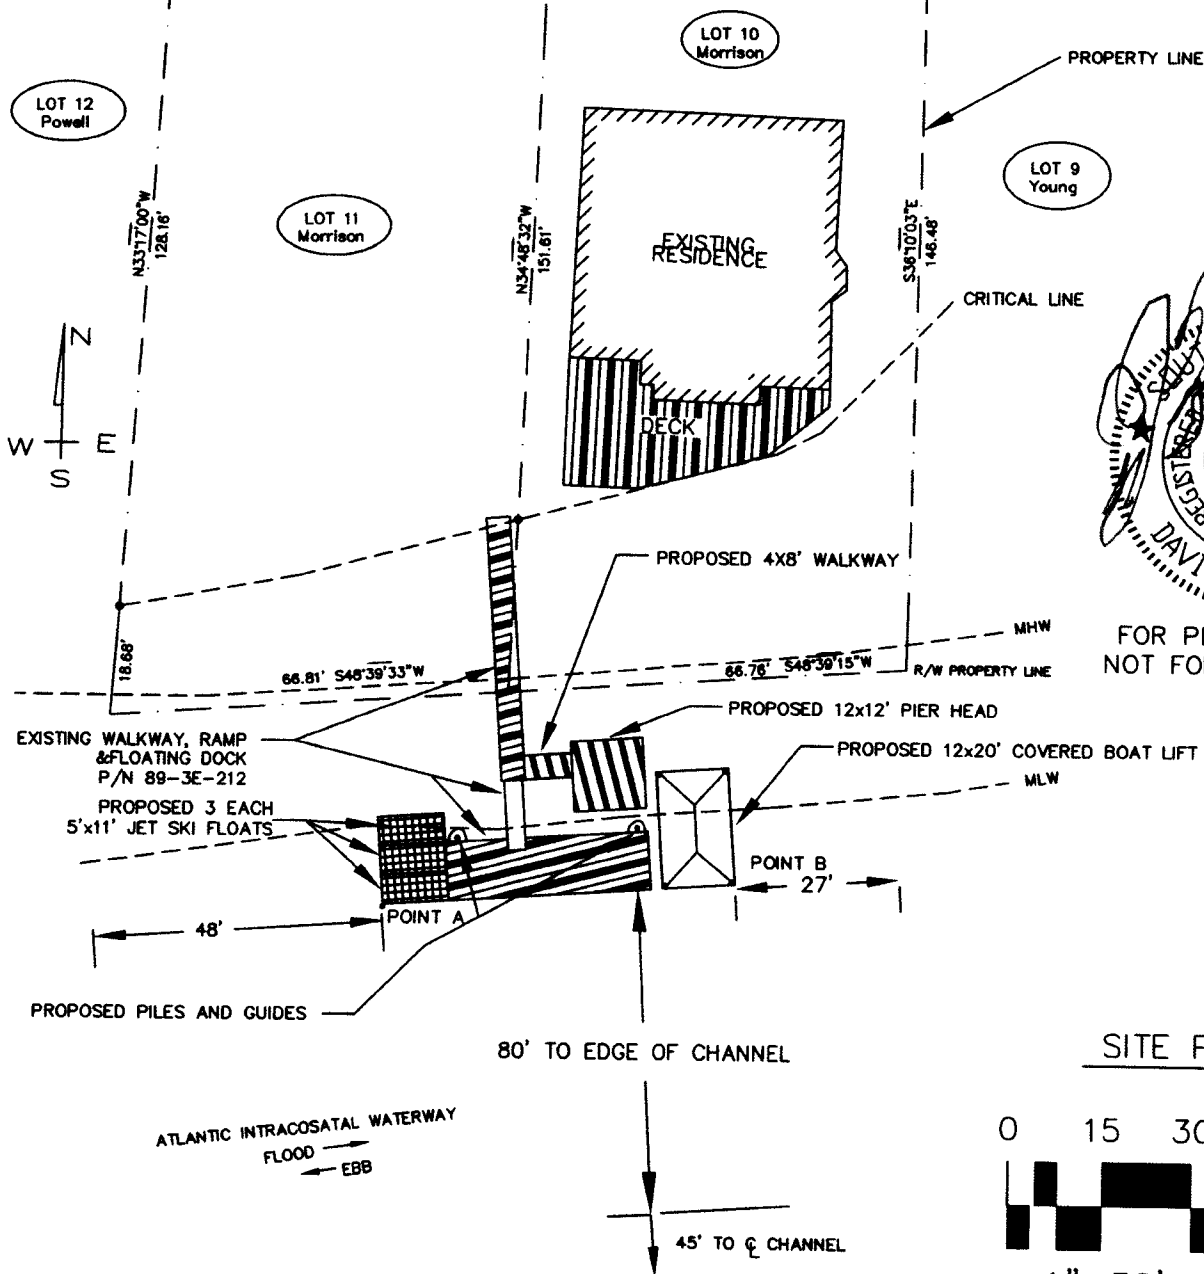 LOT 10
Morrison
PROPERTY LINE
LOT 12
Powell
LOT 9
Young
LOT 11
Morrison
N33°17'00"W
128.16'
N34°48'32"W
151.61'
S36°10'03"E
146.48'
EXISTING
RESIDENCE
CRITICAL LINE
N
W E
S
DECK
REGISTERED
DAVI
PROPOSED 4X8' WALKWAY
18.68'
MHW
FOR P
NOT FO
66.81' S48°39'33"W
66.76' S48°39'15"W
R/W PROPERTY LINE
PROPOSED 12x12' PIER HEAD
EXISTING WALKWAY, RAMP
&FLOATING DOCK
P/N 89-3E-212
PROPOSED 12x20' COVERED BOAT LIFT
MLW
PROPOSED 3 EACH
5'x11' JET SKI FLOATS
POINT B
27'
POINT A
48'
PROPOSED PILES AND GUIDES
80' TO EDGE OF CHANNEL
SITE P
ATLANTIC INTRACOSATAL WATERWAY
FLOOD
EBB
0 15 30
45' TO ℄ CHANNEL